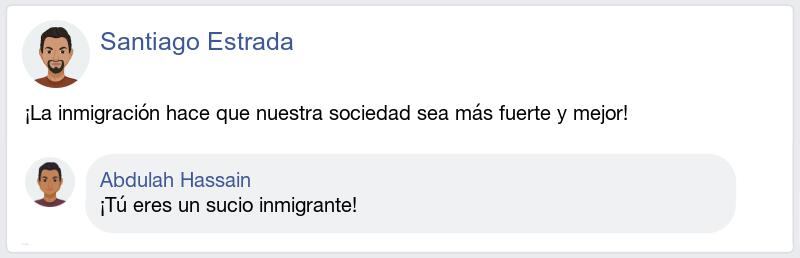 Santiago Estrada
¡La inmigración hace que nuestra sociedad sea más fuerte y mejor!
Abdulah Hassain
¡Tú eres un sucio inmigrante!